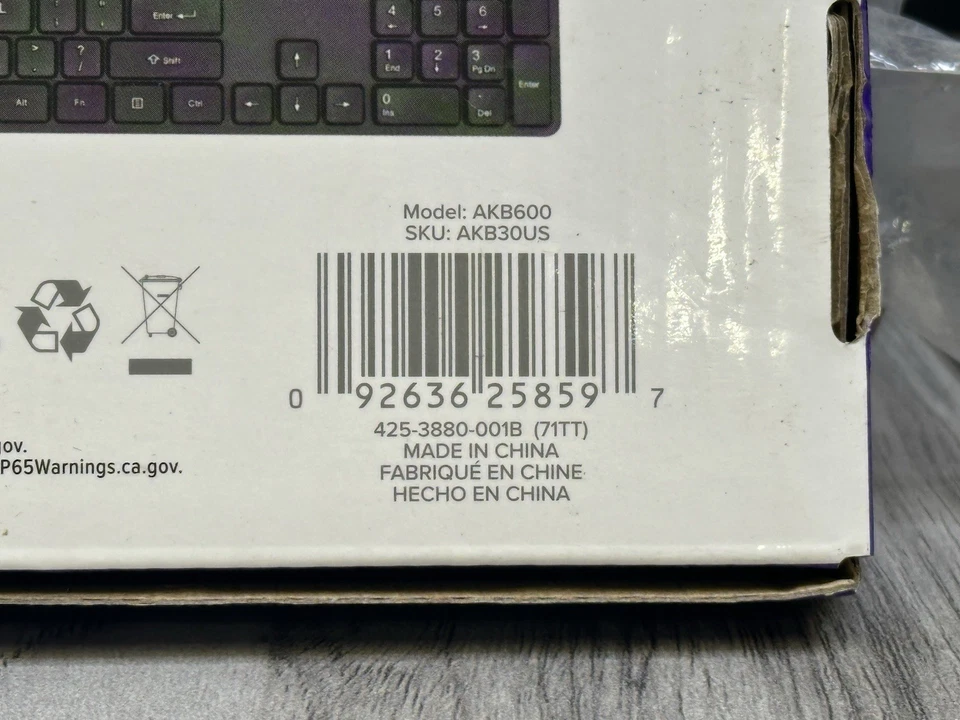 L
Enter
4
5
6
>
.
?
/
Shift
1
End
2
3
Pg Dn
Enter
Alt
Fn
Ctrl
0
Ins
.
Del
Model: AKB600
SKU: AKB30US
0 92636 25859 7
425-3880-001B (71TT)
MADE IN CHINA
FABRIQUÉ EN CHINE
HECHO EN CHINA
gov.
P65Warnings.ca.gov.